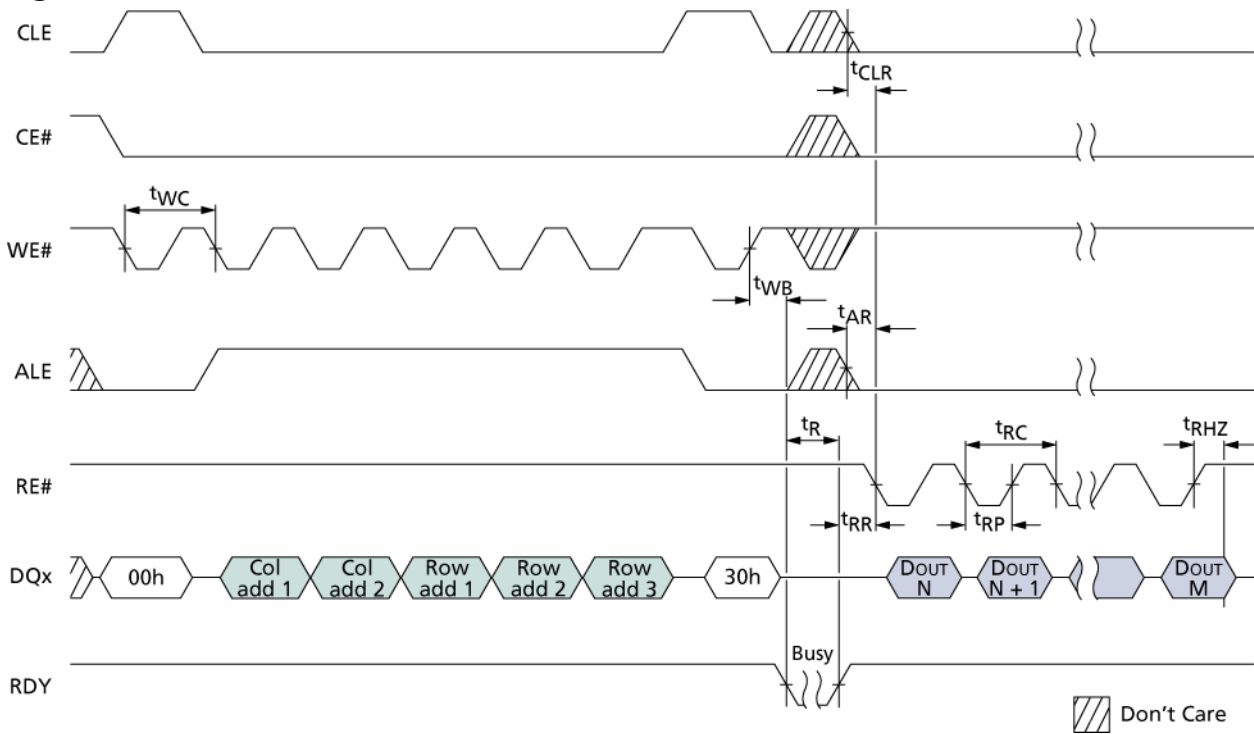 CLE
tCLR
CE#
tWC
WE#
tWB
tAR
ALE
tR
tRC
tRHZ
RE#
tRR
tRP
DQx
00h
Col
add 1
Col
add 2
Row
add 1
Row
add 2
Row
add 3
30h
DOUT
N
DOUT
N + 1
DOUT
M
Busy
RDY
Don't Care